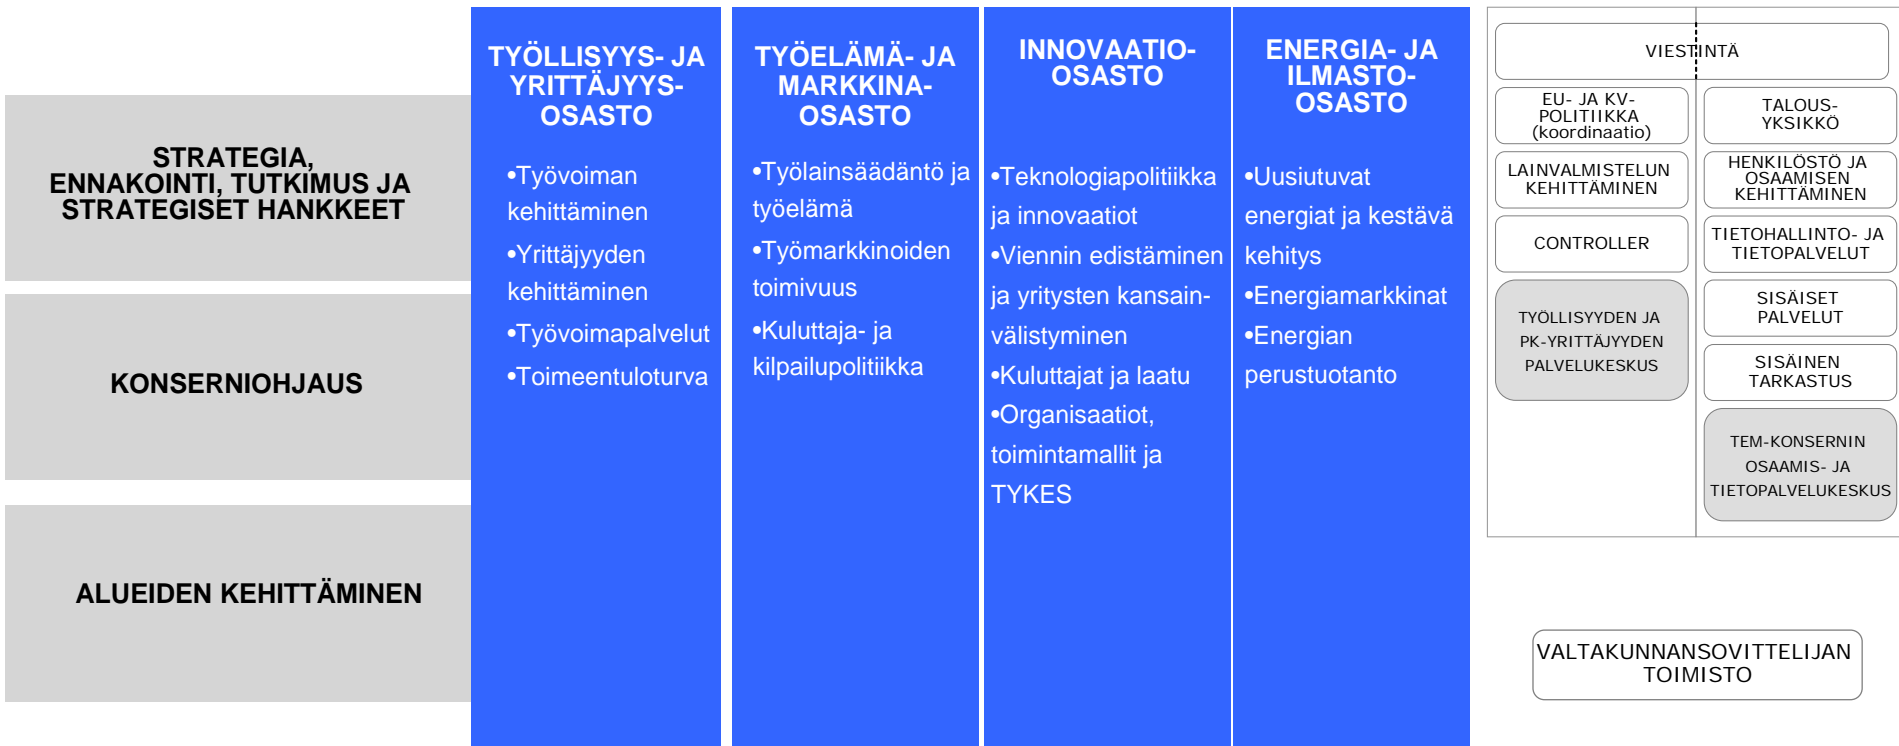 STRATEGIA,
ENNAKOINTI, TUTKIMUS JA
STRATEGISET HANKKEET
KONSERNIOHJAUS
ALUEIDEN KEHITTÄMINEN
TYÖLLISYYS- JA
YRITTÄJYYS-
OSASTO
•Työvoiman
kehittäminen
•Yrittäjyyden
kehittäminen
•Työvoimapalvelut
•Toimeentuloturva
TYÖELÄMÄ- JA
MARKKINA-
OSASTO
•Työlainsäädäntö ja
työelämä
•Työmarkkinoiden
toimivuus
•Kuluttaja- ja
kilpailupolitiikka
INNOVAATIO-
OSASTO
•Teknologiapolitiikka
ja innovaatiot
•Viennin edistäminen
ja yritysten kansain-
välistyminen
•Kuluttajat ja laatu
•Organisaatiot,
toimintamallit ja
TYKES
ENERGIA- JA
ILMASTO-
OSASTO
•Uusiutuvat
energiat ja kestävä
kehitys
•Energiamarkkinat
•Energian
perustuotanto
VIESTINTÄ
EU- JA KV-
POLITIIKKA
(koordinaatio)
LAINVALMISTELUN
KEHITTÄMINEN
CONTROLLER
TYÖLLISYYDEN JA
PK-YRITTÄJYYDEN
PALVELUKESKUS
TALOUS-
YKSIKKÖ
HENKILÖSTÖ JA
OSAAMISEN
KEHITTÄMINEN
TIETOHALLINTO- JA
TIETOPALVELUT
SISÄISET
PALVELUT
SISÄINEN
TARKASTUS
TEM-KONSERNIN
OSAAMIS- JA
TIETOPALVELUKESKUS
VALTAKUNNANSOVITTELIJAN
TOIMISTO